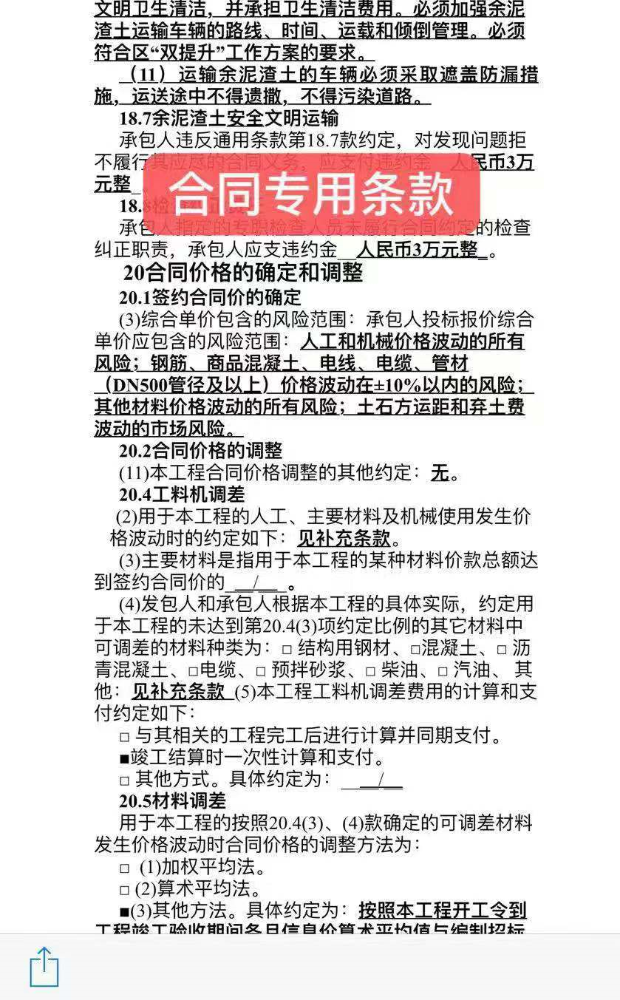 文明卫生清洁，并承担卫生清洁费用。必须加强余泥
渣土运输车辆的路线、时间、运载和倾倒管理。必须
符合区“双提升”工作方案的要求。
（11）运输余泥渣土的车辆必须采取遮盖防漏措
施，运送途中不得遗撒，不得污染道路。
18.7余泥渣土安全文明运输
承包人违反通用条款第18.7款约定，对发现问题拒
不履行其应尽的合同义务，应支付违约金 人民币3万
元整 。
合同专用条款
18.8检查
承包人指定的专职检查人员未履行合同约定的检查
纠正职责，承包人应支违约金 人民币3万元整 。
20合同价格的确定和调整
20.1签约合同价的确定
(3)综合单价包含的风险范围：承包人投标报价综合
单价应包含的风险范围：人工和机械价格波动的所有
风险；钢筋、商品混凝土、电线、电缆、管材
（DN500管径及以上）价格波动在±10%以内的风险；
其他材料价格波动的所有风险；土石方运距和弃土费
波动的市场风险。
20.2合同价格的调整
(11)本工程合同价格调整的其他约定：无。
20.4工料机调差
(2)用于本工程的人工、主要材料及机械使用发生价
格波动时的约定如下：见补充条款。
(3)主要材料是指用于本工程的某种材料价款总额达
到签约合同价的 / 。
(4)发包人和承包人根据本工程的具体实际，约定用
于本工程的未达到第20.4(3)项约定比例的其它材料中
可调差的材料种类为：□ 结构用钢材、□混凝土、□ 沥
青混凝土、□电缆、□ 预拌砂浆、□ 柴油、□ 汽油、 其
他：见补充条款 (5)本工程工料机调差费用的计算和支
付约定如下：
□ 与其相关的工程完工后进行计算并同期支付。
■竣工结算时一次性计算和支付。
□ 其他方式。具体约定为： /
20.5材料调差
用于本工程的按照20.4(3)、(4)款确定的可调差材料
发生价格波动时合同价格的调整方法为：
□ (1)加权平均法。
□ (2)算术平均法。
■(3)其他方法。具体约定为：按照本工程开工令到
工程竣工验收期间各月信息价算术平均值与编制招标